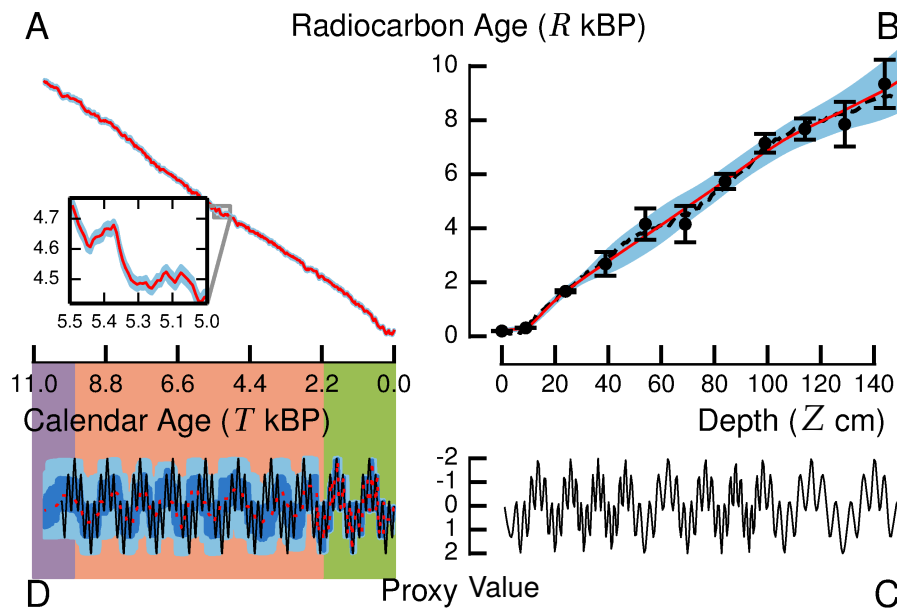 A
Radiocarbon Age (R kBP)
B
10
8
6
4
2
0
4.7
4.6
4.5
5.5 5.4 5.3 5.1 5.0
11.0 8.8 6.6 4.4 2.2 0.0
0 20 40 60 80 100 120 140
Calendar Age (T kBP)
Depth (Z cm)
-2
-1
0
1
2
D
Proxy Value
C